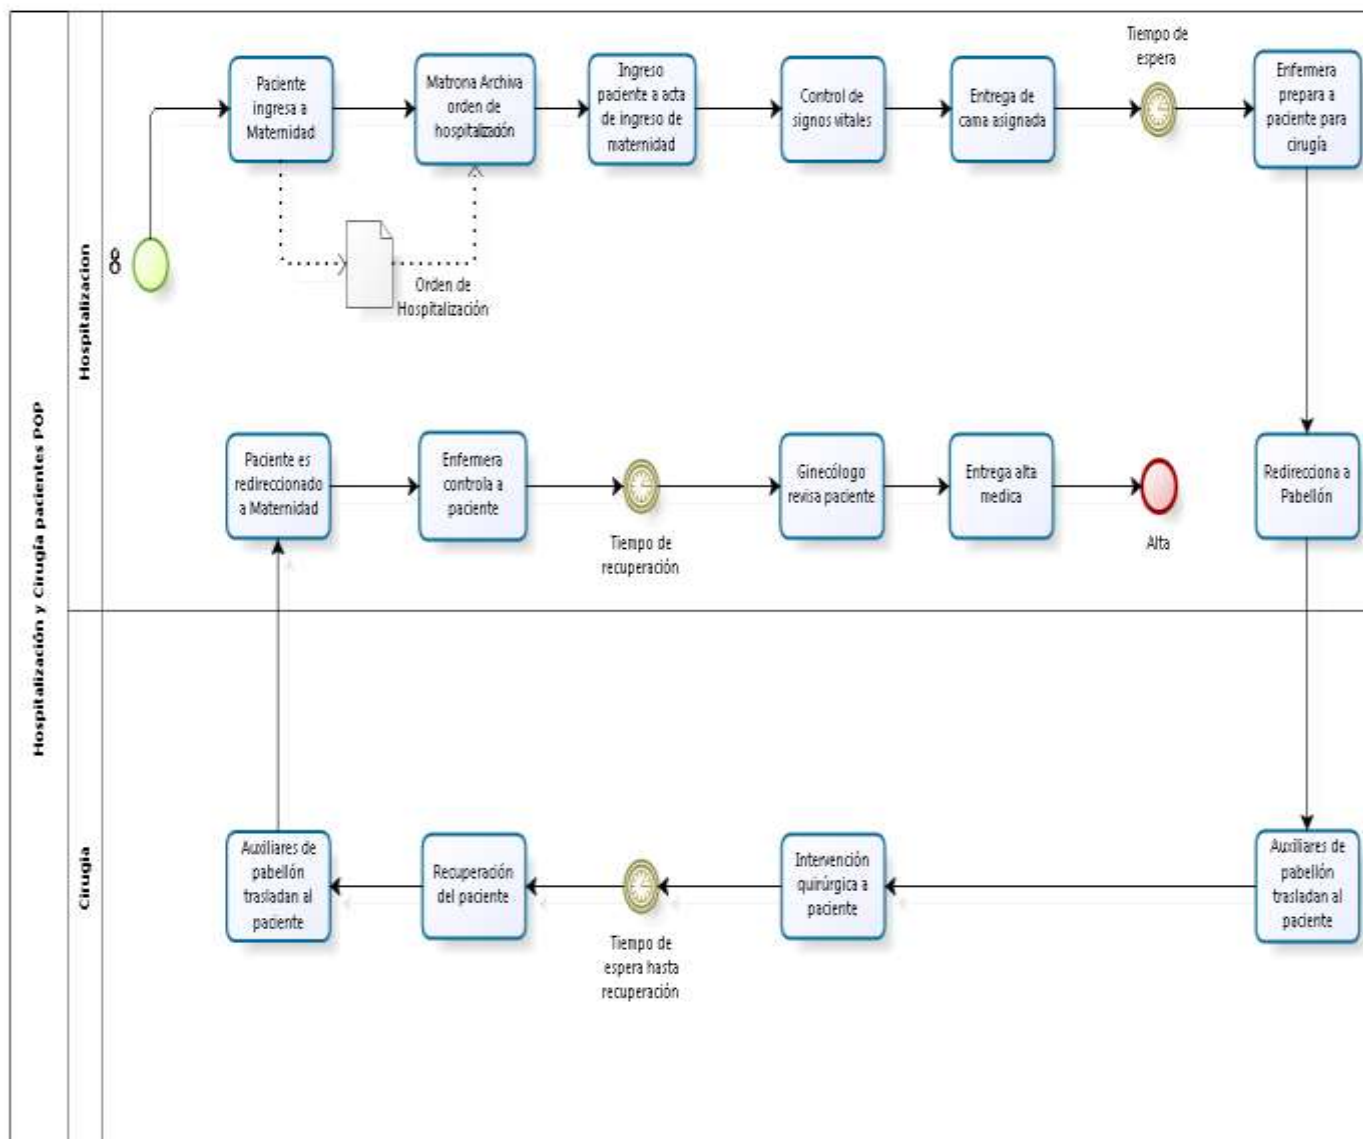 Hospitalización y Cirugía pacientes POP
Hospitalizacion
Paciente
ingresa a
Maternidad
Matrona Archiva
orden de
hospitalización
Ingreso
paciente a acta
de ingreso de
maternidad
Control de
signos vitales
Entrega de
cama asignada
Tiempo de
espera
Enfermera
prepara a
paciente para
cirugía
Orden de
Hospitalización
Paciente es
redireccionado
a Maternidad
Enfermera
controla a
paciente
Tiempo de
recuperación
Ginecólogo
revisa paciente
Entrega alta
medica
Alta
Redirecciona a
Pabellón
Cirugia
Auxiliares de
pabellón
trasladan al
paciente
Recuperación
del paciente
Tiempo de
espera hasta
recuperación
Intervención
quirúrgica a
paciente
Auxiliares de
pabellón
trasladan al
paciente